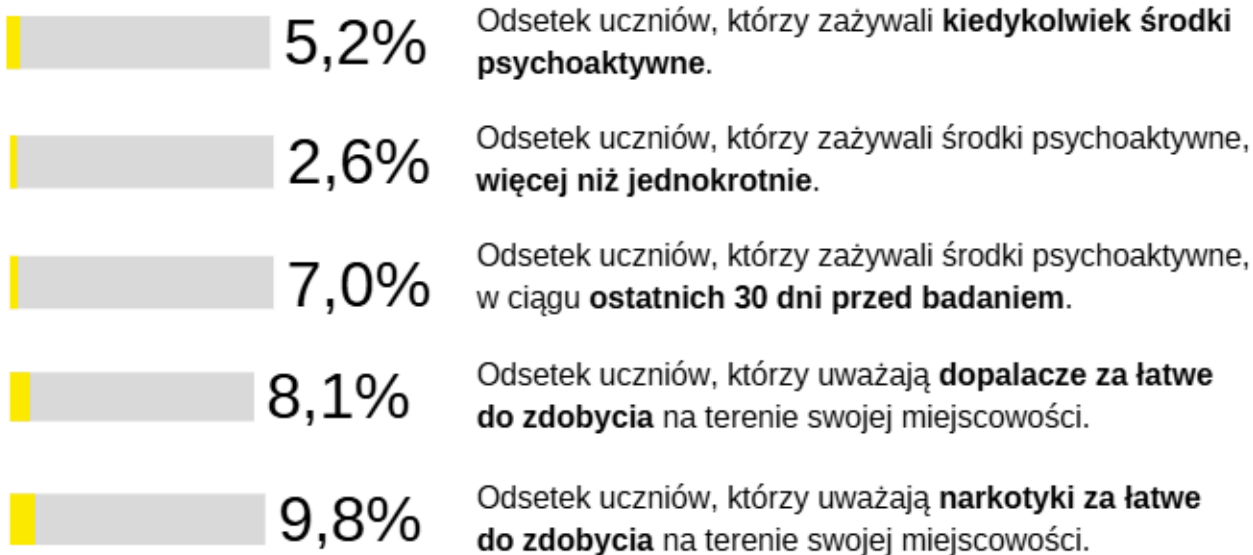 5,2%
Odsetek uczniów, którzy zażywali kiedykolwiek środki
psychoaktywne.
2,6%
Odsetek uczniów, którzy zażywali środki psychoaktywne,
więcej niż jednokrotnie.
7,0%
Odsetek uczniów, którzy zażywali środki psychoaktywne,
w ciągu ostatnich 30 dni przed badaniem.
8,1%
Odsetek uczniów, którzy uważają dopalacze za łatwe
do zdobycia na terenie swojej miejscowości.
9,8%
Odsetek uczniów, którzy uważają narkotyki za łatwe
do zdobycia na terenie swojej miejscowości.